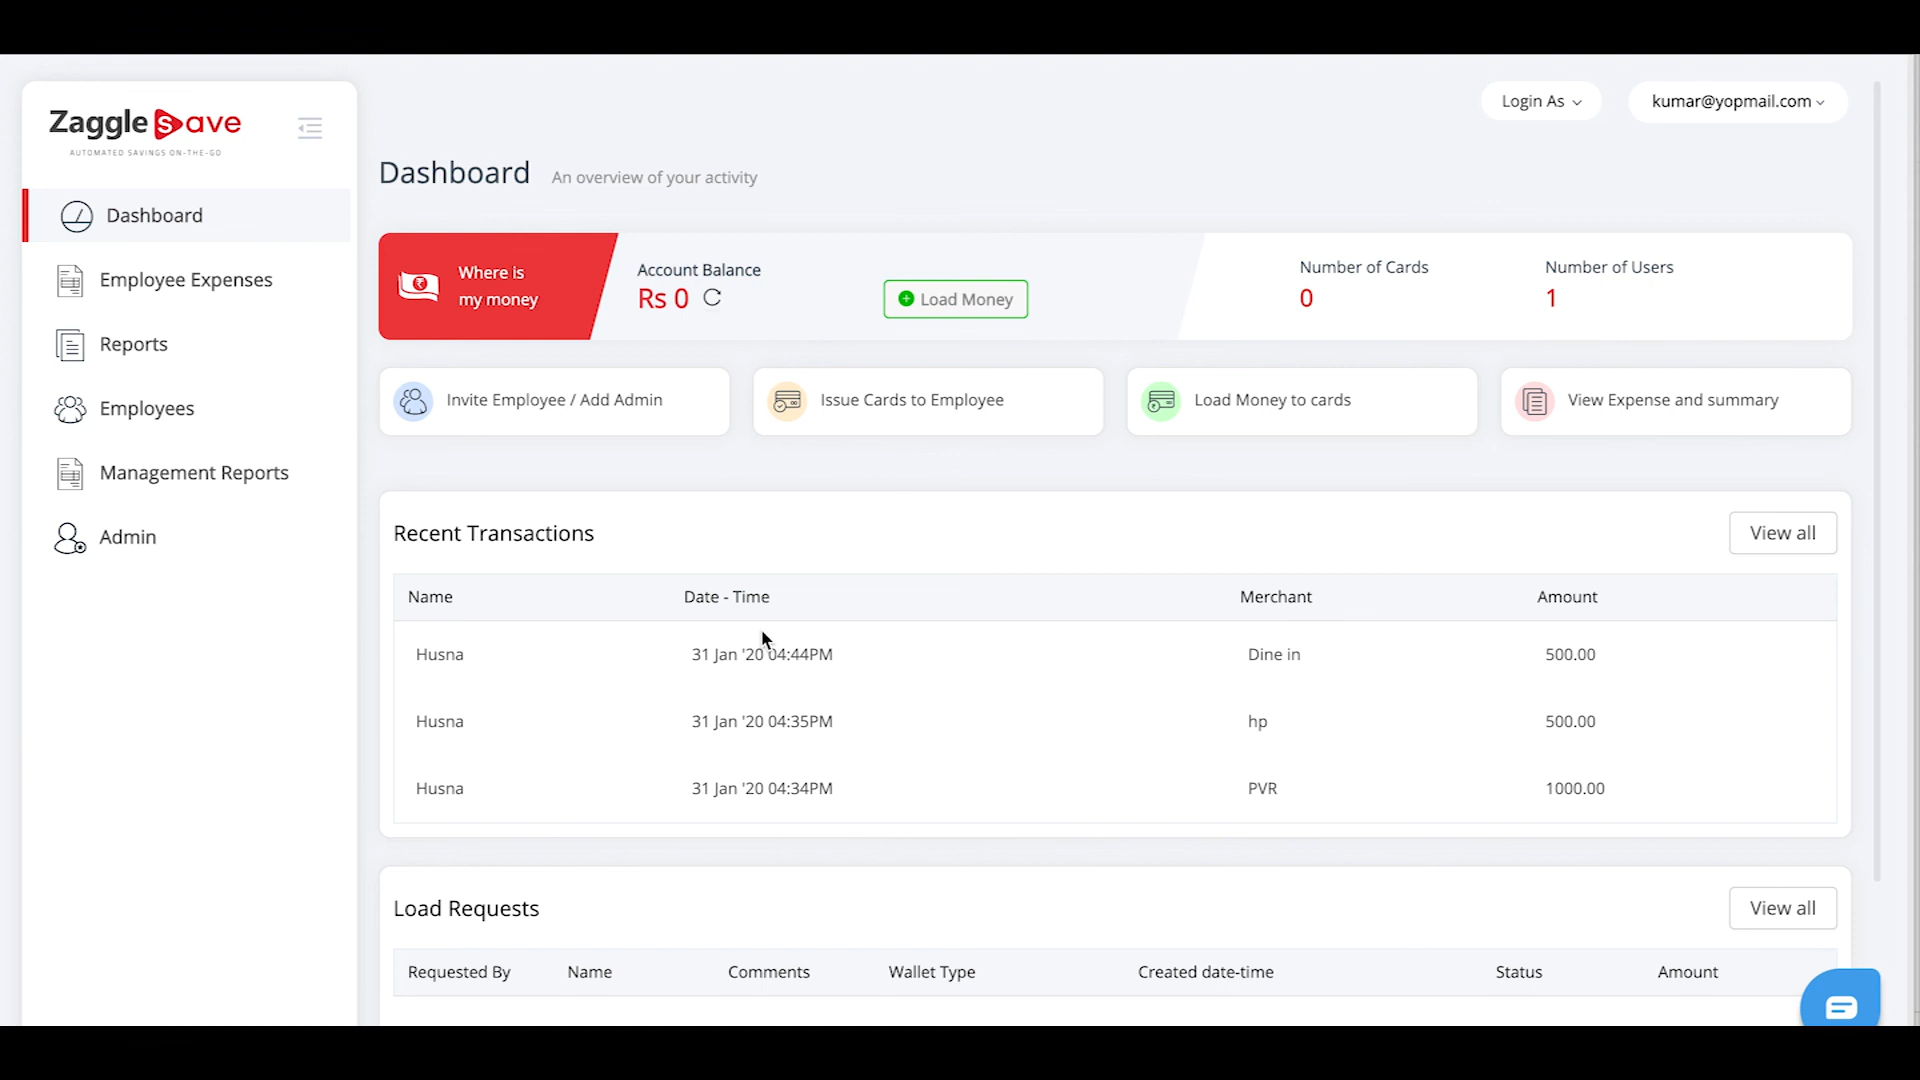 Zaggle save
AUTOMATED SAVINGS ON-THE-GO
Login As
kumar@yopmail.com
Dashboard An overview of your activity
Dashboard
Employee Expenses
Reports
Employees
Management Reports
Admin
Where is
my money
Account Balance
Rs 0
Load Money
Number of Cards
0
Number of Users
1
Invite Employee / Add Admin
Issue Cards to Employee
Load Money to cards
View Expense and summary
Recent Transactions
View all
Name Date - Time Merchant Amount
Husna 31 Jan '20 04:44PM Dine in 500.00
Husna 31 Jan '20 04:35PM hp 500.00
Husna 31 Jan '20 04:34PM PVR 1000.00
Load Requests
View all
Requested By Name Comments Wallet Type Created date-time Status Amount